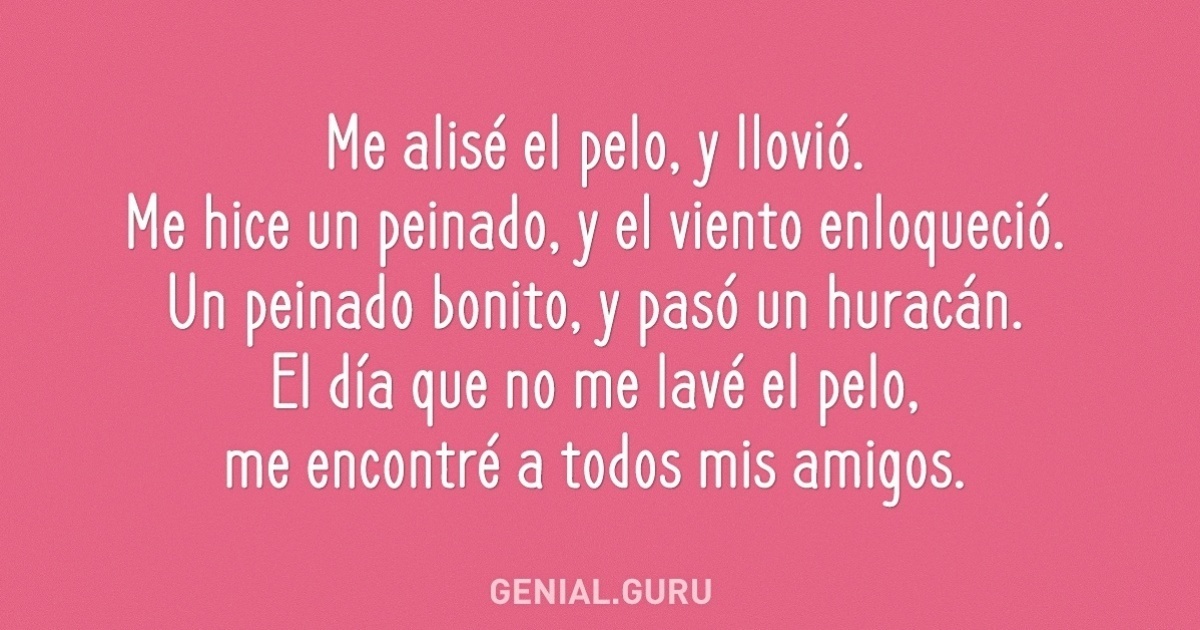 Me alisé el pelo, y llovió.
Me hice un peinado, y el viento enloqueció.
Un peinado bonito, y pasó un huracán.
El día que no me lavé el pelo,
me encontré a todos mis amigos.
GENIAL.GURU